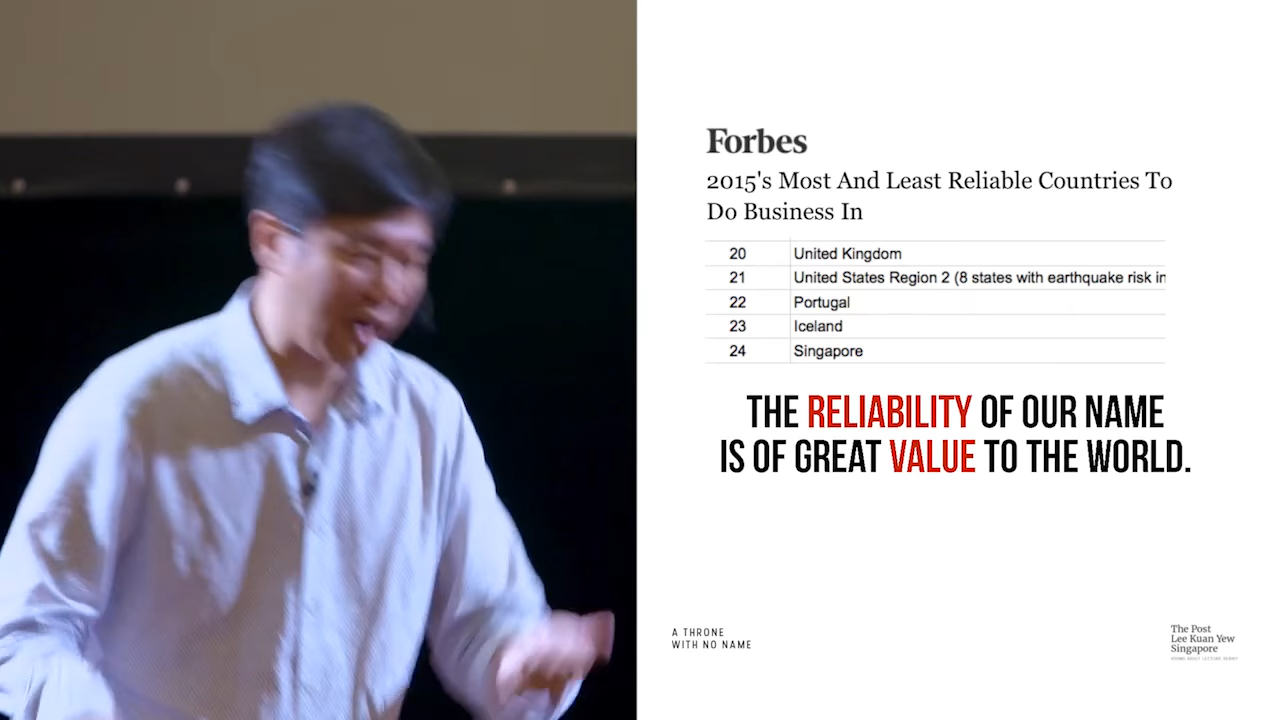 Forbes
2015's Most And Least Reliable Countries To
Do Business In
20 United Kingdom
21 United States Region 2 (8 states with earthquake risk in
22 Portugal
23 Iceland
24 Singapore
THE RELIABILITY OF OUR NAME
IS OF GREAT VALUE TO THE WORLD.
A THRONE
WITH NO NAME
The Post
Lee Kuan Yew
Singapore